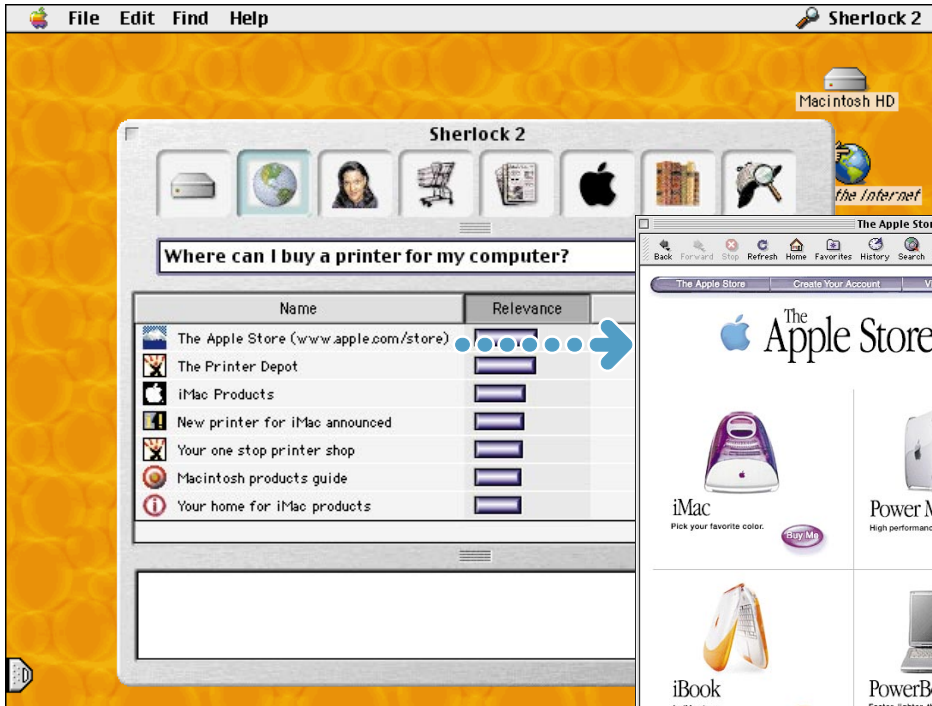 File Edit Find Help
Sherlock 2
Macintosh HD
Sherlock 2
the Internet
Where can I buy a printer for my computer?
Name Relevance
The Apple Store (www.apple.com/store)
The Printer Depot
iMac Products
New printer for iMac announced
Your one stop printer shop
Macintosh products guide
Your home for iMac products
The Apple Stor
Back Forward Stop Refresh Home Favorites History Search
The Apple Store Create Your Account Vi
The
Apple Store
iMac
Pick your favorite color.
Buy Me
Power M
High performanc
iBook
PowerB